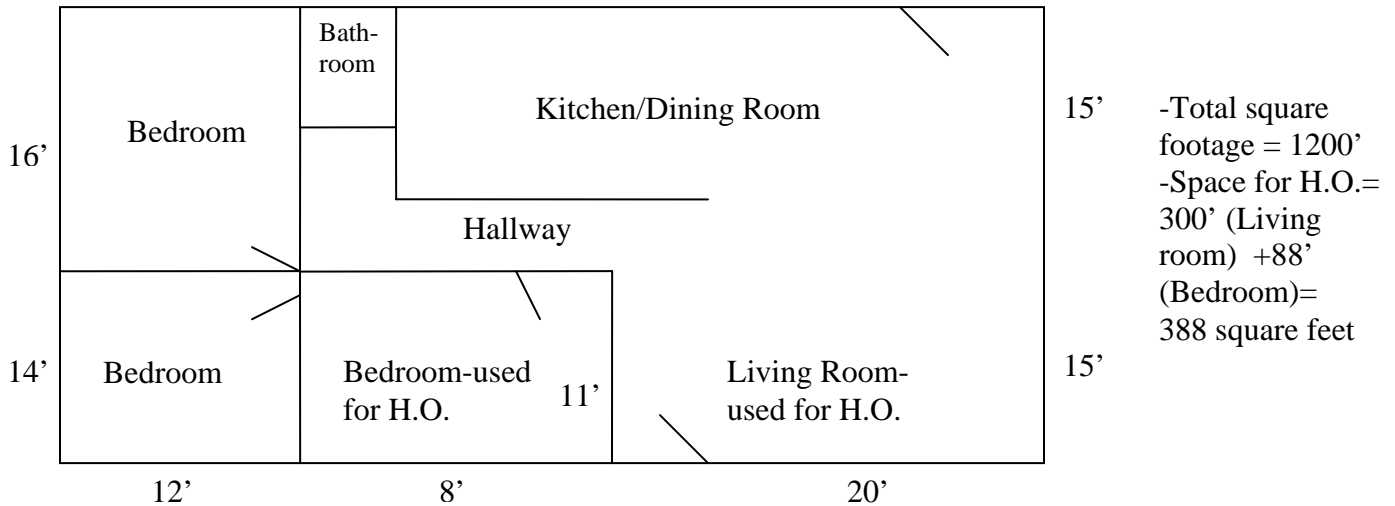 Bath-
room
Kitchen/Dining Room
Bedroom
16’
15’
Hallway
14’
Bedroom
Bedroom-used
for H.O.
11’
Living Room-
used for H.O.
15’
12’
8’
20’
-Total square
footage = 1200’
-Space for H.O.=
300’ (Living
room)  +88’
(Bedroom)=
388 square feet